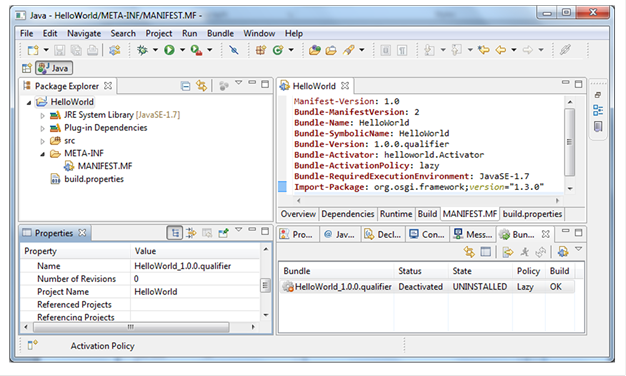 Java - HelloWorld/META-INF/MANIFEST.MF -
File Edit Navigate Search Project Run Bundle Window Help
Java
Package Explorer
HelloWorld
JRE System Library [JavaSE-1.7]
Plug-in Dependencies
src
META-INF
MANIFEST.MF
build.properties
HelloWorld
Manifest-Version: 1.0
Bundle-ManifestVersion: 2
Bundle-Name: HelloWorld
Bundle-SymbolicName: HelloWorld
Bundle-Version: 1.0.0.qualifier
Bundle-Activator: helloworld.Activator
Bundle-ActivationPolicy: lazy
Bundle-RequiredExecutionEnvironment: JavaSE-1.7
Import-Package: org.osgi.framework;version="1.3.0"
Overview Dependencies Runtime Build MANIFEST.MF build.properties
Properties
Property Value
Name HelloWorld_1.0.0.qualifier
Number of Revisions 0
Project Name HelloWorld
Referenced Projects
Referencing Projects
Pro... Java... Decl... Con... Mess... Bun...
Bundle Status State Policy Build
HelloWorld_1.0.0.qualifier Deactivated UNINSTALLED Lazy OK
Activation Policy